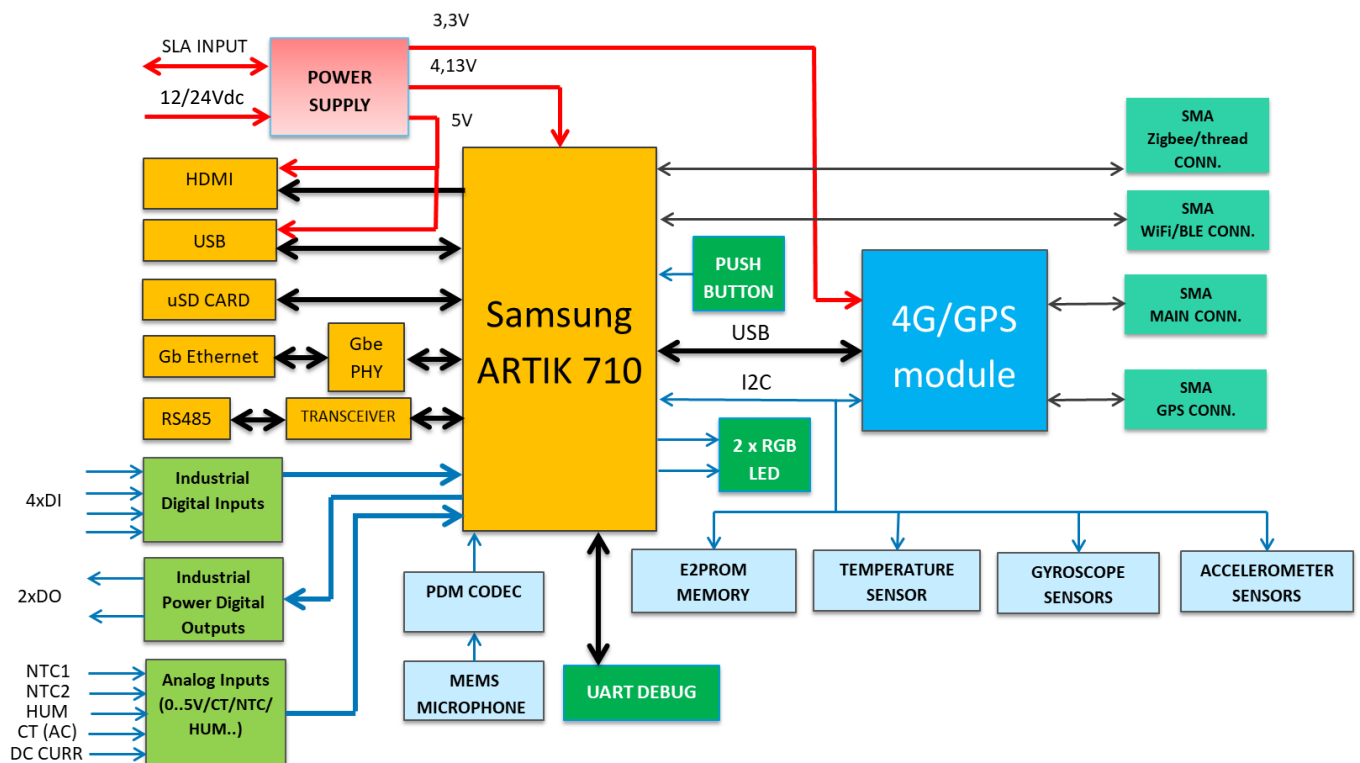 3,3V
SLA INPUT
POWER
SUPPLY
4,13V
12/24Vdc
5V
SMA
Zigbee/thread
CONN.
HDMI
SMA
WiFi/BLE CONN.
USB
PUSH
BUTTON
uSD CARD
SMA
MAIN CONN.
Samsung
ARTIK 710
4G/GPS
module
USB
Gb Ethernet
Gbe
PHY
I2C
SMA
GPS CONN.
RS485
TRANSCEIVER
2 x RGB
LED
4xDI
Industrial
Digital Inputs
E2PROM
MEMORY
TEMPERATURE
SENSOR
GYROSCOPE
SENSORS
ACCELEROMETER
SENSORS
2xDO
Industrial
Power Digital
Outputs
PDM CODEC
NTC1
NTC2
HUM
CT (AC)
DC CURR
Analog Inputs
(0..5V/CT/NTC/
HUM..)
MEMS
MICROPHONE
UART DEBUG